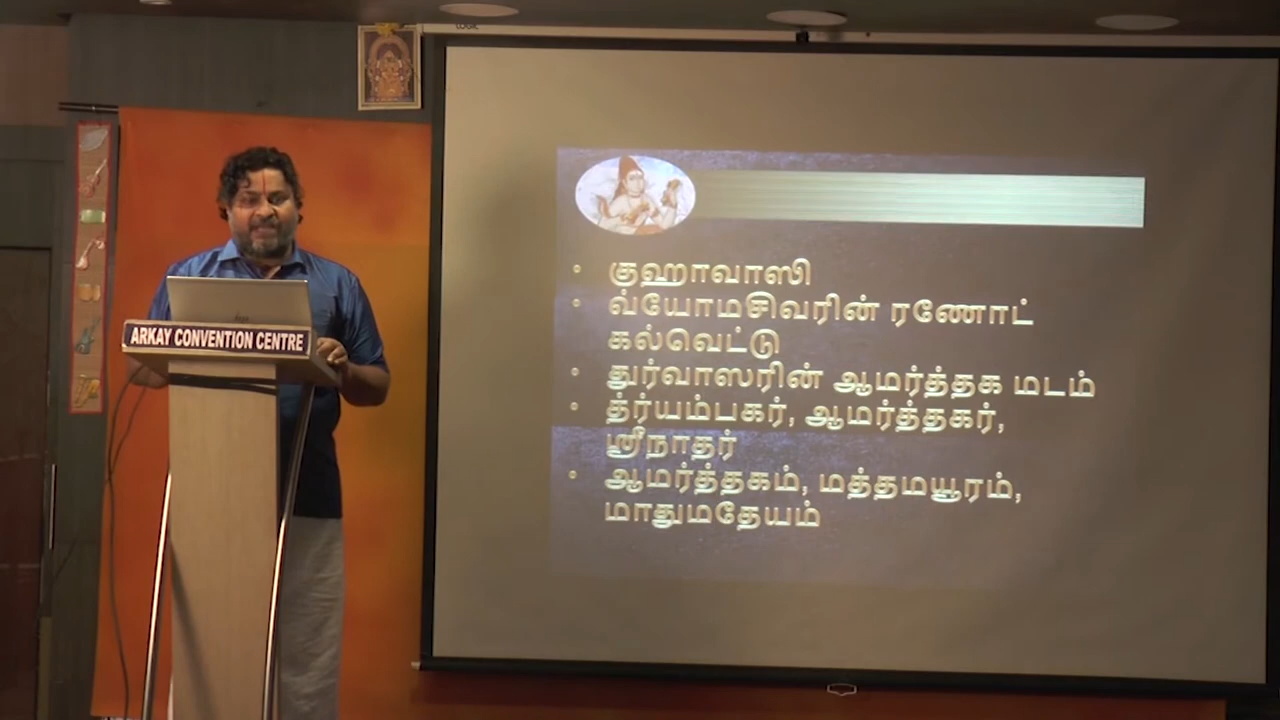 ARKAY CONVENTION CENTRE
குஹாவாஸி
வ்யோமசிவரின் ரணோட்
கல்வெட்டு
துர்வாஸரின் ஆமர்த்தக மடம்
த்ர்யம்பகர், ஆமர்த்தகர்,
ஸ்ரீநாதர்
ஆமர்த்தகம், மத்தமயூரம்,
மாதுமதேயம்